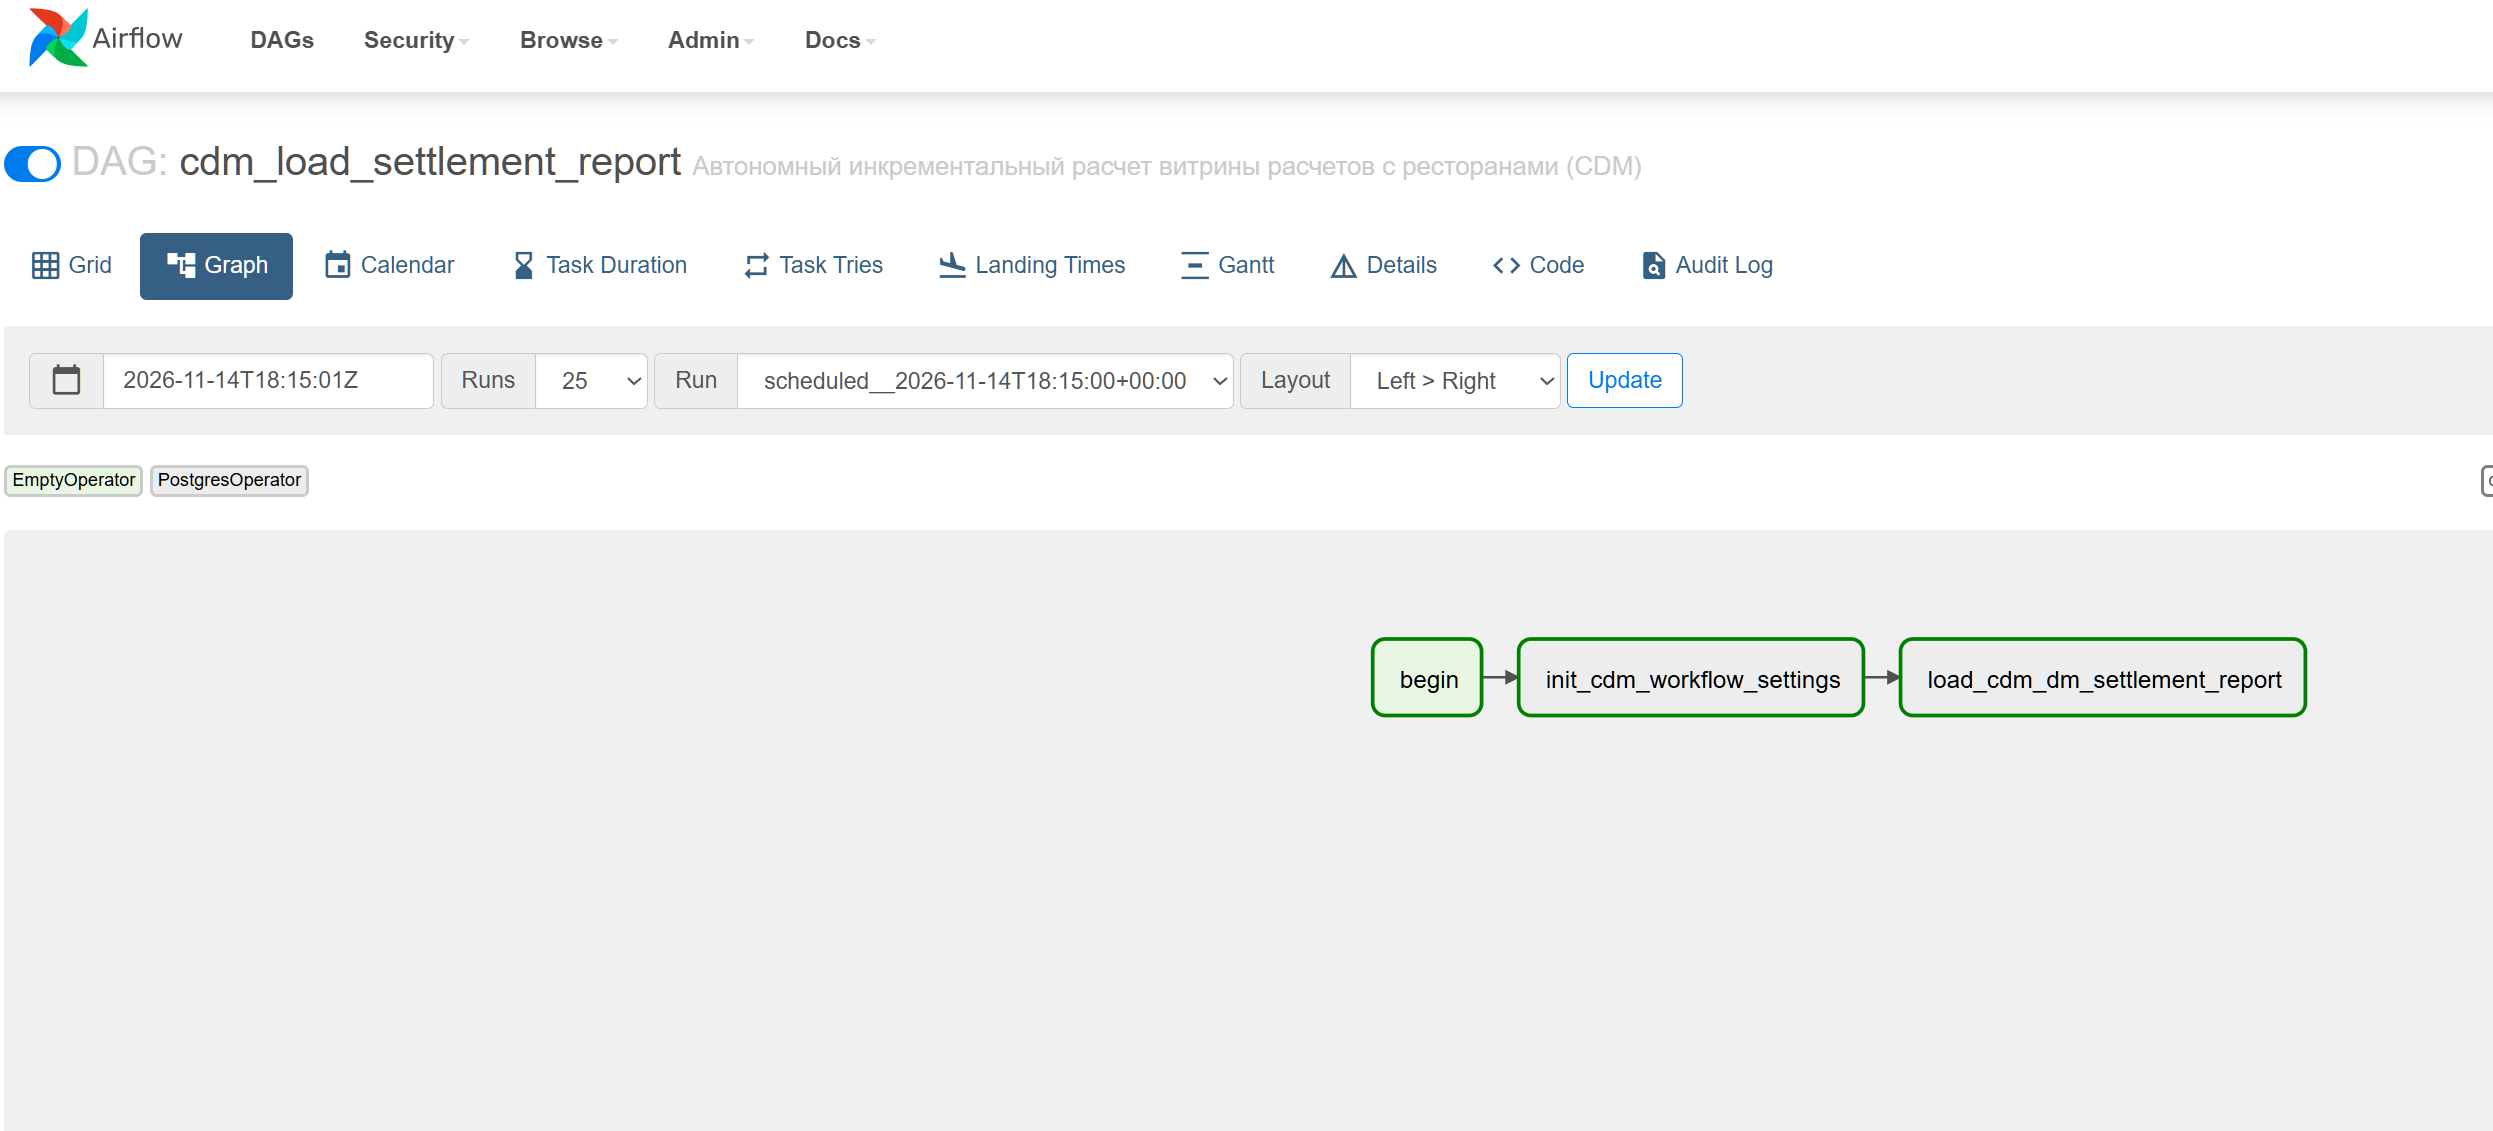 Airflow DAGs Security Browse Admin Docs
DAG: cdm_load_settlement_report Автономный инкрементальный расчет витрины расчетов с ресторанами (CDM)
Grid Graph Calendar Task Duration Task Tries Landing Times Gantt Details Code Audit Log
2026-11-14T18:15:01Z Runs 25 Run scheduled__2026-11-14T18:15:00+00:00 Layout Left > Right Update
EmptyOperator PostgresOperator
begin init_cdm_workflow_settings load_cdm_dm_settlement_report